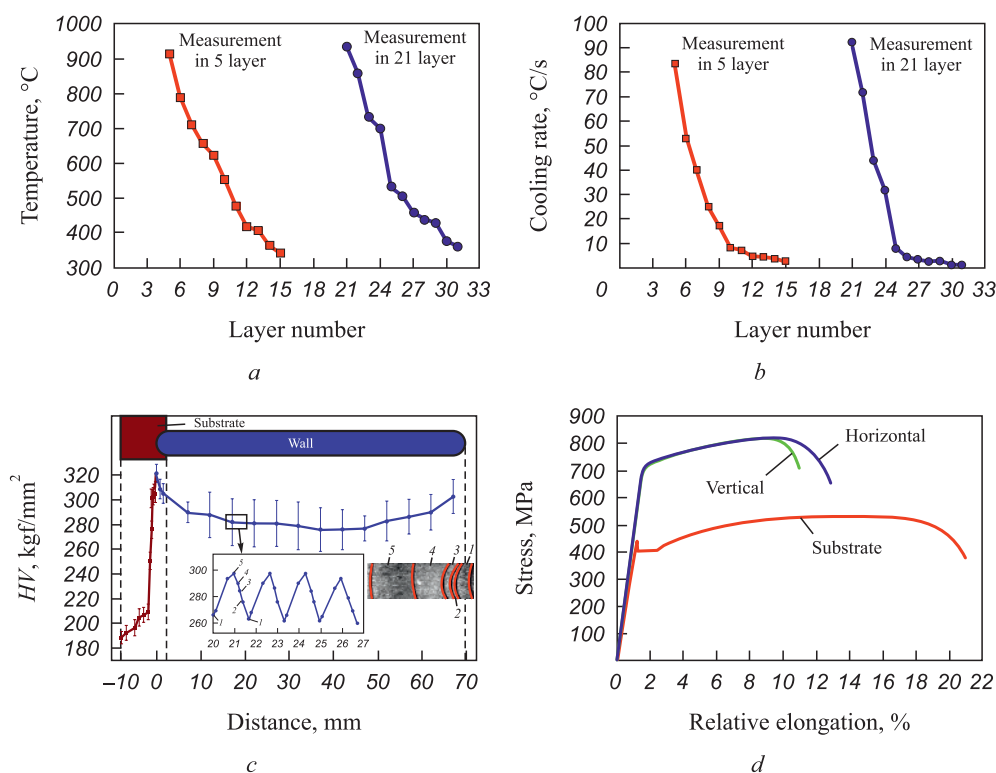 1000
900
800
700
600
500
400
300
Temperature, °C
Measurement
in 5 layer
Measurement
in 21 layer
0 3 6 9 12 15 18 21 24 27 30 33
Layer number
a
100
90
80
70
60
50
40
30
20
10
0
Cooling rate, °C/s
Measurement
in 5 layer
Measurement
in 21 layer
3 6 9 12 15 18 21 24 27 30 33
Layer number
b
Substrate
Wall
320
300
280
260
240
220
200
180
HV, kgf/mm²
300
280
260
5
4
3
2
1
1
20 21 22 23 24 25 26 27
5 4 3 1
2
–10 0 10 20 30 40 50 60 70
Distance, mm
c
900
800
700
600
500
400
300
200
100
Stress, MPa
Horizontal
Vertical
Substrate
0 2 4 6 8 10 12 14 16 18 20 22
Relative elongation, %
d